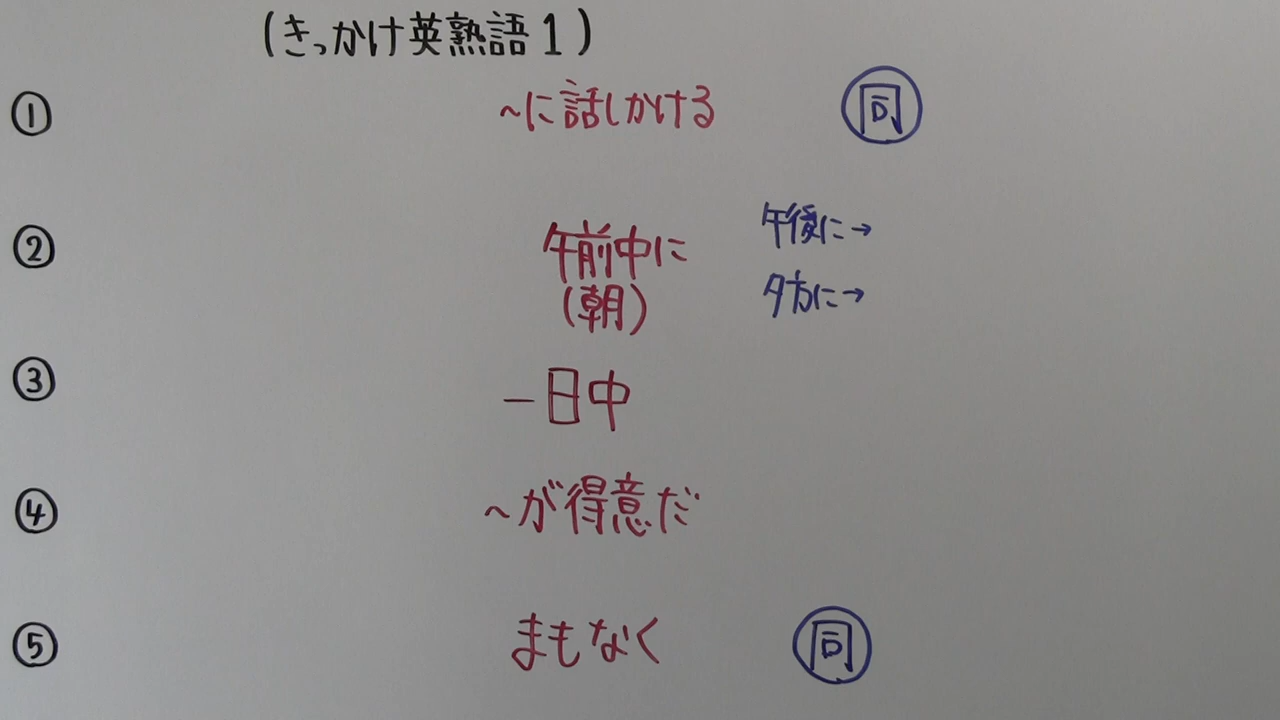 (きっかけ英熟語1)
① ~に話しかける 同
② 午前中に 午後に→
(朝) 夕方に→
③ 一日中
④ ~が得意だ
⑤ まもなく 同